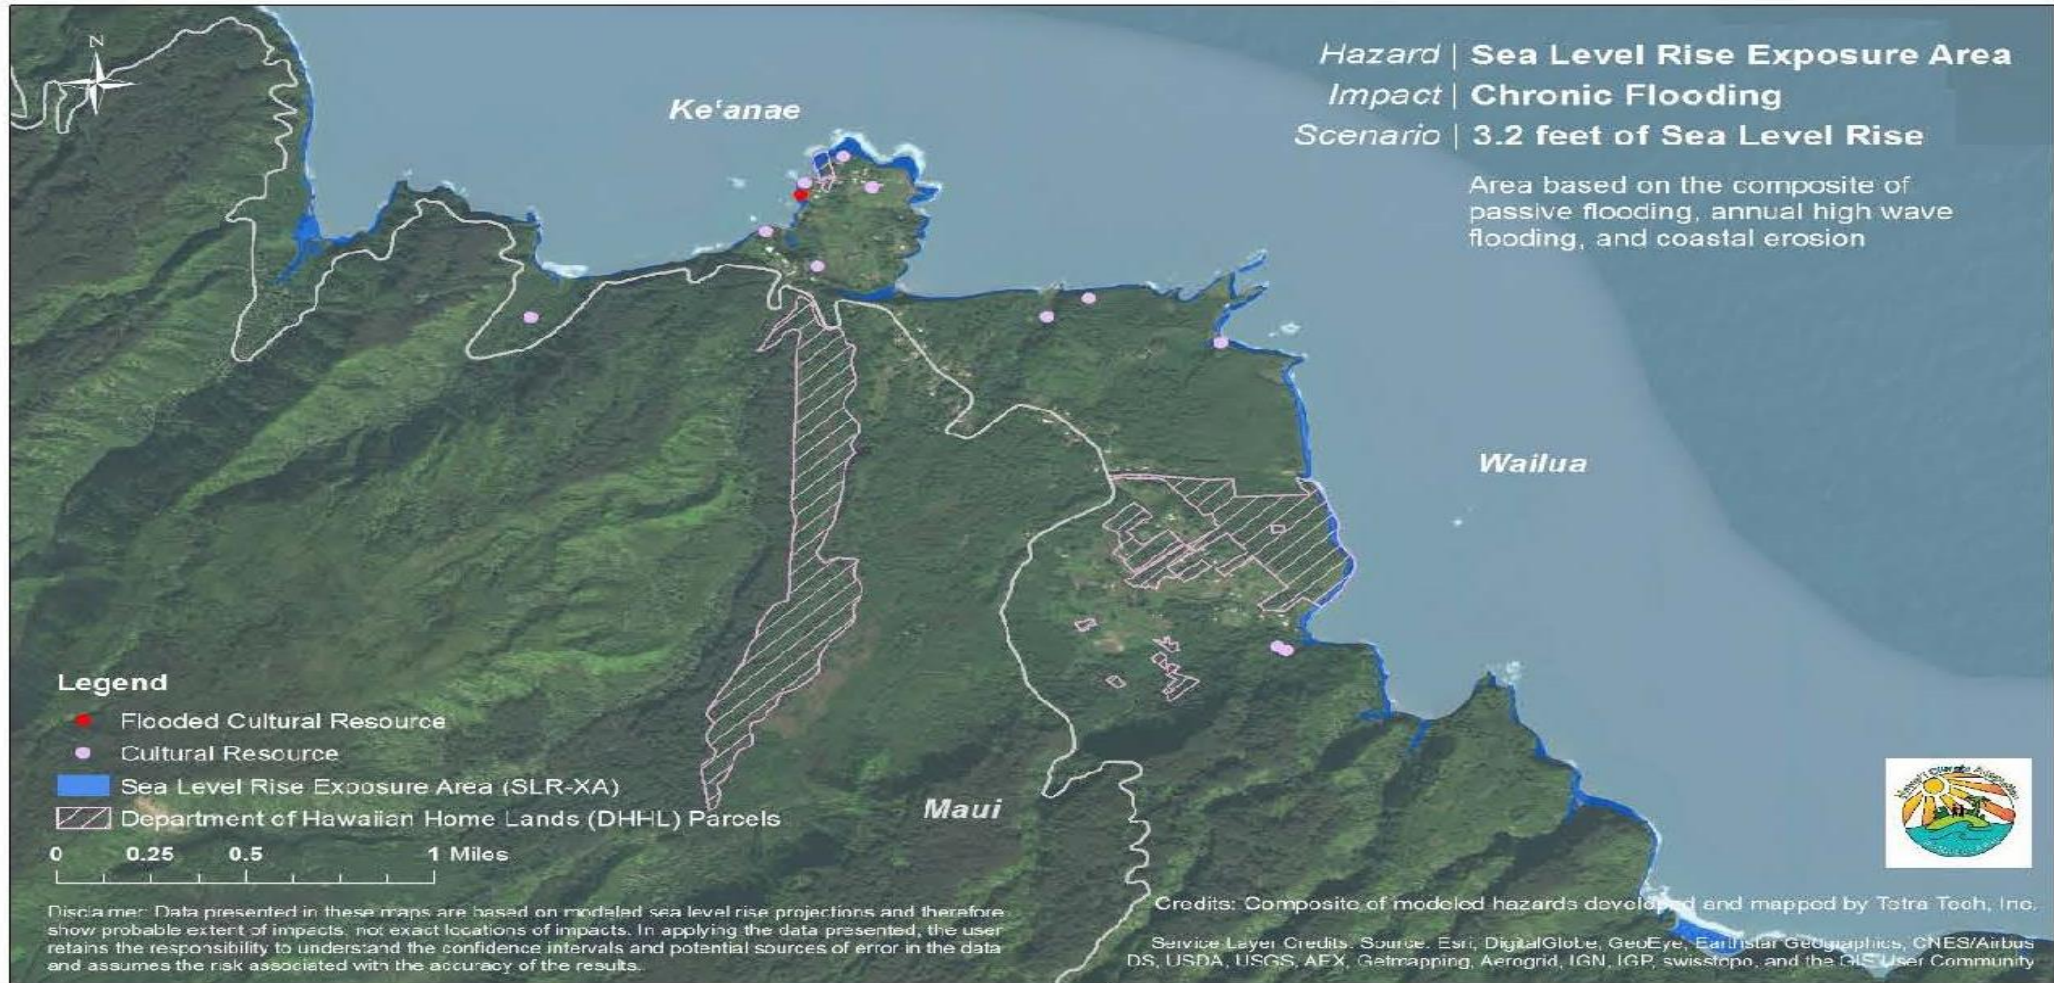 N
Hazard | Sea Level Rise Exposure Area
Impact | Chronic Flooding
Scenario | 3.2 feet of Sea Level Rise
Area based on the composite of
passive flooding, annual high wave
flooding, and coastal erosion
Ke‘anae
Wailua
Maui
Legend
Flooded Cultural Resource
Cultural Resource
Sea Level Rise Exposure Area (SLR-XA)
Department of Hawaiian Home Lands (DHHL) Parcels
0 0.25 0.5 1 Miles
Disclaimer: Data presented in these maps are based on modeled sea level rise projections and therefore
show probable extent of impacts, not exact locations of impacts. In applying the data presented, the user
retains the responsibility to understand the confidence intervals and potential sources of error in the data
and assumes the risk associated with the accuracy of the results.
Credits: Composite of modeled hazards developed and mapped by Tetra Tech, Inc.
Service Layer Credits: Source: Esri, DigitalGlobe, GeoEye, Earthstar Geographics, CNES/Airbus
DS, USDA, USGS, AEX, Getmapping, Aerogrid, IGN, IGP, swisstopo, and the GIS User Community